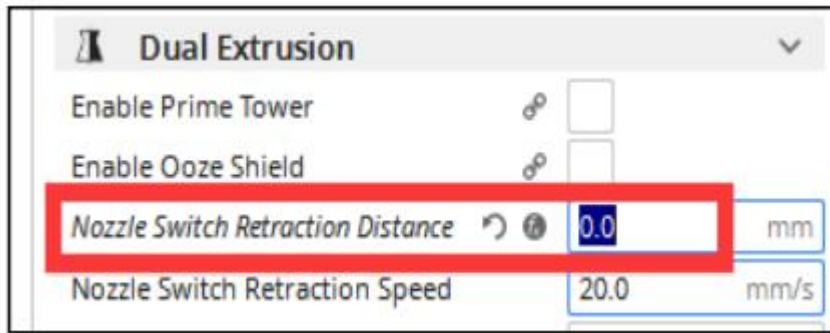 Dual Extrusion
Enable Prime Tower
Enable Ooze Shield
Nozzle Switch Retraction Distance 0.0 mm
Nozzle Switch Retraction Speed 20.0 mm/s